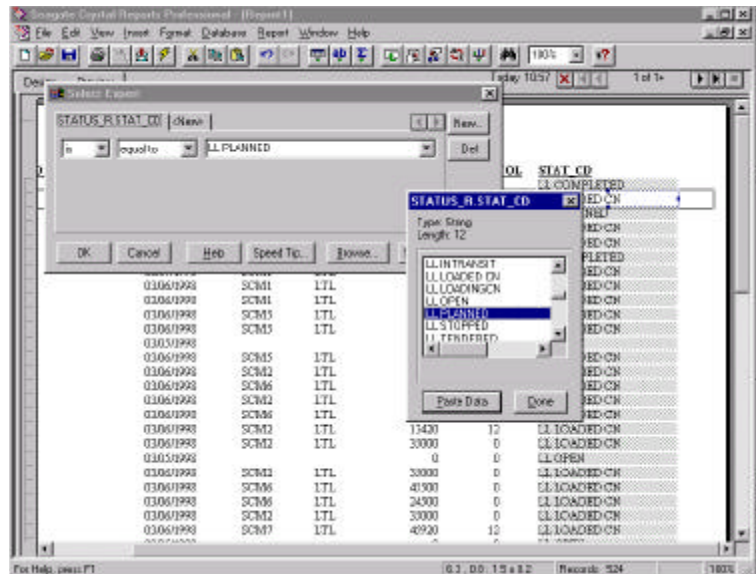 Seagate Crystal Reports Professional - [Report1]
File Edit View Insert Format Database Report Window Help
100%
Design Preview Today 10:57 1 of 1+
Select Expert
STATUS_R.STAT_CD <New> New...
is equal to LL PLANNED Del
OK Cancel Help Speed Tip... Browse...
OL STAT_CD
LL COMPLETED
STATUS_R.STAT_CD
Type: String
Length: 12
LL INTRANSIT
LL LOADED CN
LL LOADINGCN
LL OPEN
LL PLANNED
LL STOPPED
LL TENDERED
Paste Data Done
03/06/1998 SCM1 LTL
03/06/1998 SCM1 LTL
03/06/1998 SCM3 LTL
03/06/1998 SCM3 LTL
03/05/1998
03/06/1998 SCM5 LTL
03/06/1998 SCM2 LTL
03/06/1998 SCM6 LTL
03/06/1998 SCM2 LTL
03/06/1998 SCM6 LTL
03/06/1998 SCM2 LTL 13420 12 LL LOADED CN
03/06/1998 SCM2 LTL 33000 0 LL LOADED CN
03/05/1998 0 0 LL OPEN
03/06/1998 SCM2 LTL 33000 0 LL LOADED CN
03/06/1998 SCM6 LTL 41500 0 LL LOADED CN
03/06/1998 SCM6 LTL 24500 0 LL LOADED CN
03/06/1998 SCM2 LTL 33000 0 LL LOADED CN
03/06/1998 SCM7 LTL 40920 12 LL LOADED CN
For Help, press F1 Records: 524 100%